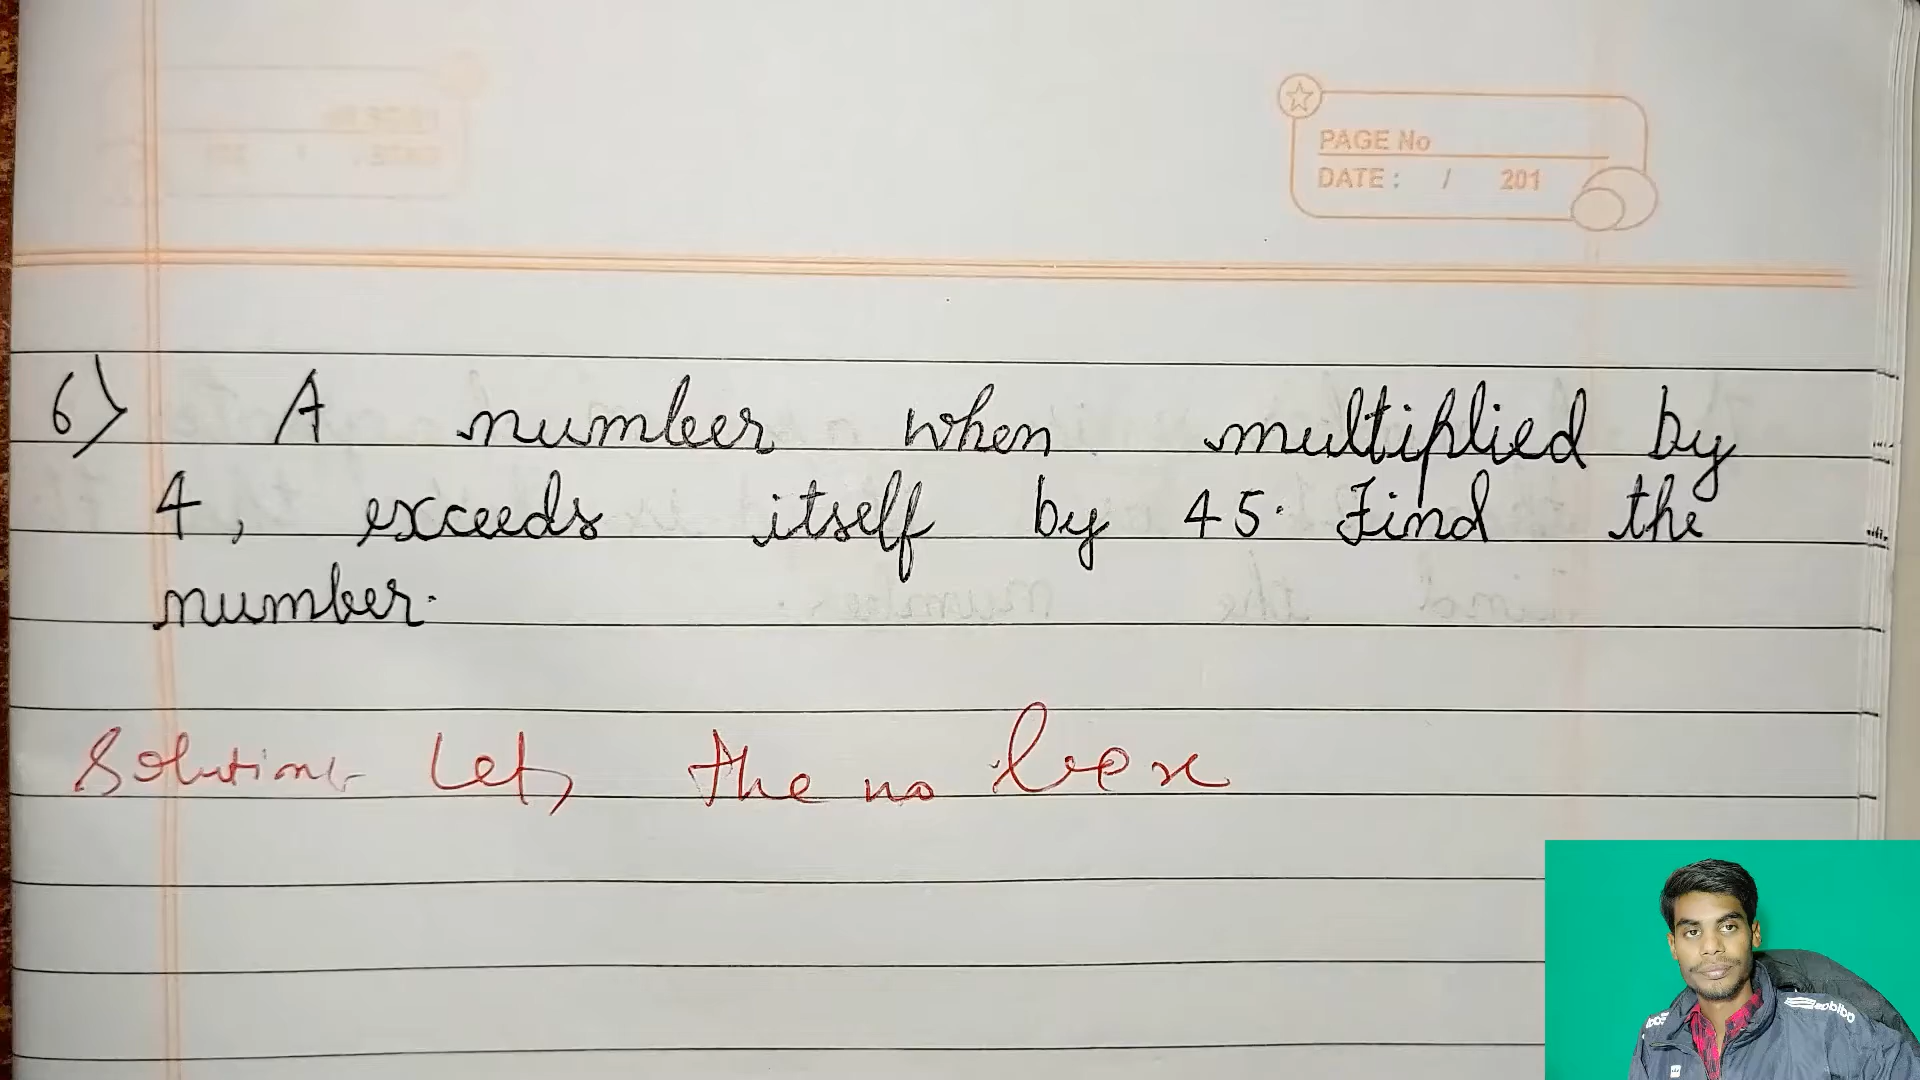 PAGE No
DATE : / 201
6) A number when multiplied by
4, exceeds itself by 45. Find the
number.
Solution:- Let, the no be x
adidas